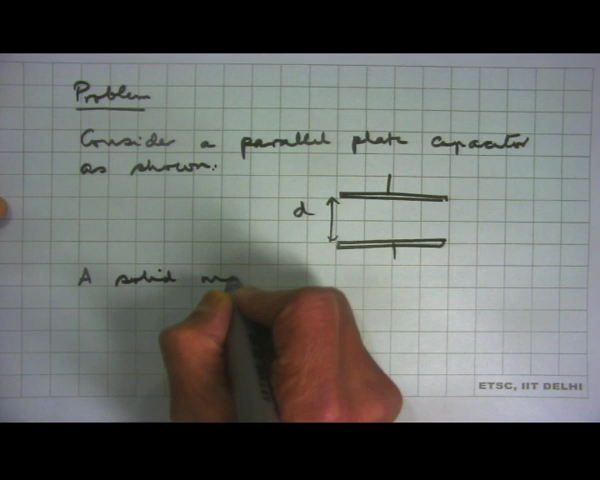 Problem
Consider a parallel plate capacitor
as shown.
d
A solid
ETSC, IIT DELHI